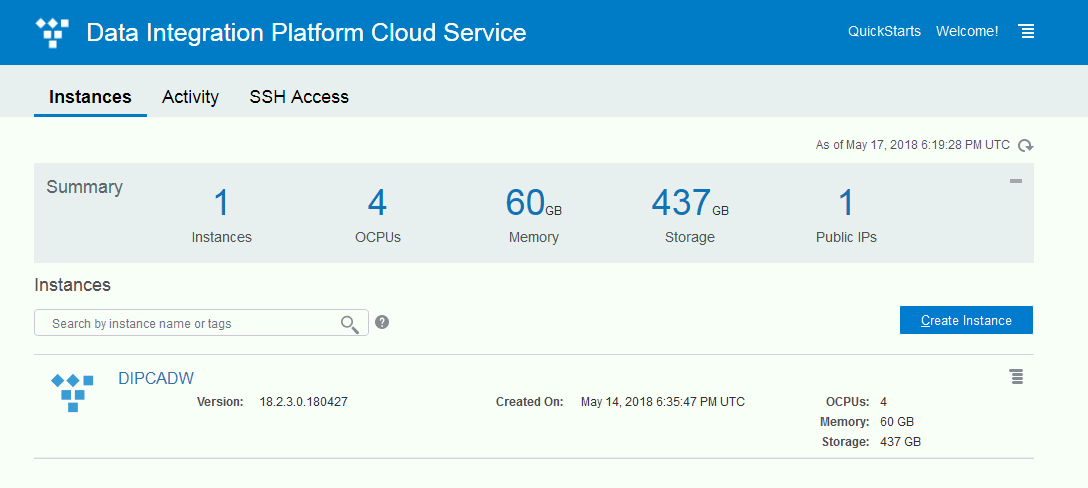 Data Integration Platform Cloud Service
QuickStarts Welcome!
Instances Activity SSH Access
As of May 17, 2018 6:19:28 PM UTC
Summary
1 4 60GB 437GB 1
Instances OCPUs Memory Storage Public IPs
Instances
Search by instance name or tags ?
Create Instance
DIPCADW
Version: 18.2.3.0.180427 Created On: May 14, 2018 6:35:47 PM UTC OCPUs: 4
Memory: 60 GB
Storage: 437 GB